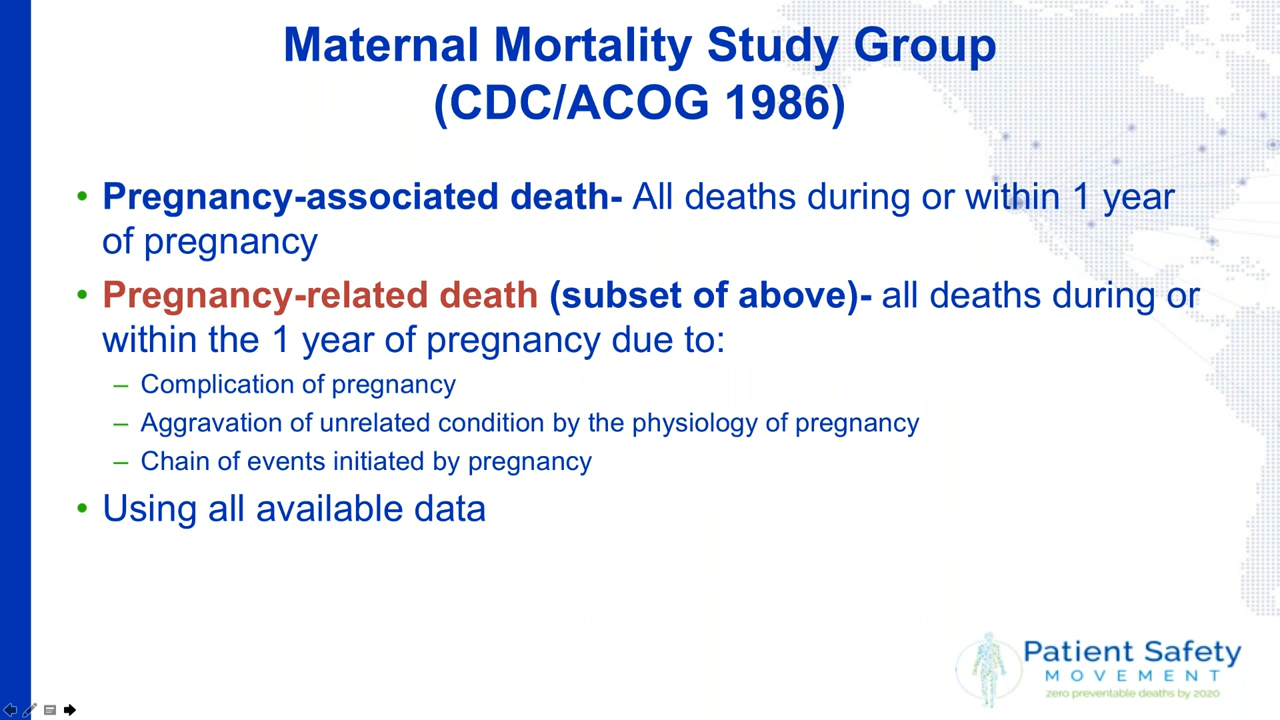 Maternal Mortality Study Group
(CDC/ACOG 1986)
• Pregnancy-associated death- All deaths during or within 1 year
of pregnancy
• Pregnancy-related death (subset of above)- all deaths during or
within the 1 year of pregnancy due to:
– Complication of pregnancy
– Aggravation of unrelated condition by the physiology of pregnancy
– Chain of events initiated by pregnancy
• Using all available data
Patient Safety
MOVEMENT
zero preventable deaths by 2020